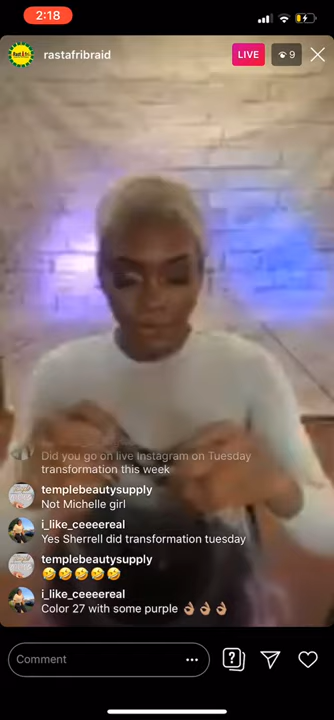 2:18
rastafribraid
LIVE
9
Did you go on live Instagram on Tuesday
transformation this week
templebeautysupply
Not Michelle girl
i_like_ceeeereal
Yes Sherrell did transformation tuesday
templebeautysupply
🤣🤣🤣🤣🤣
i_like_ceeeereal
Color 27 with some purple 👌🏽👌🏽👌🏽
Comment